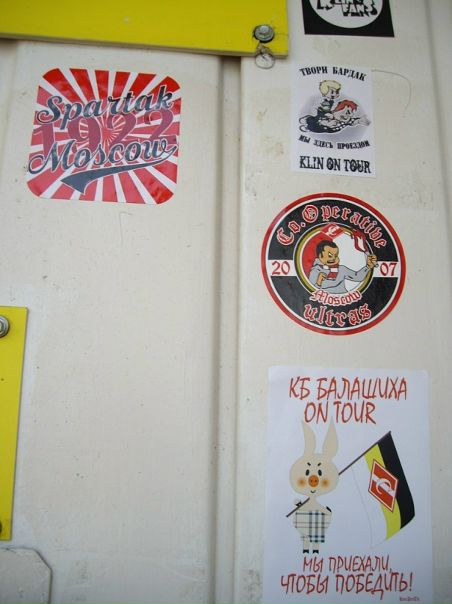 Spartak
1922
Moscow
FANS
ТВОРИ БАРДАК
МЫ ЗДЕСЬ ПРОЕЗДОМ
KLIN ON TOUR
Co.Operative
20 07
Moscow
ultras
КБ БАЛАШИХА
ON TOUR
МЫ ПРИЕХАЛИ,
ЧТОБЫ ПОБЕДИТЬ!